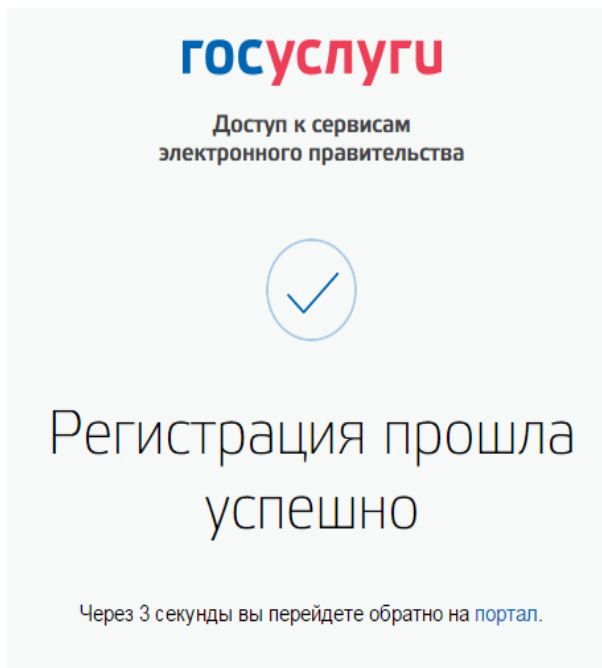 госуслуги
Доступ к сервисам
электронного правительства
Регистрация прошла
успешно
Через 3 секунды вы перейдете обратно на портал.